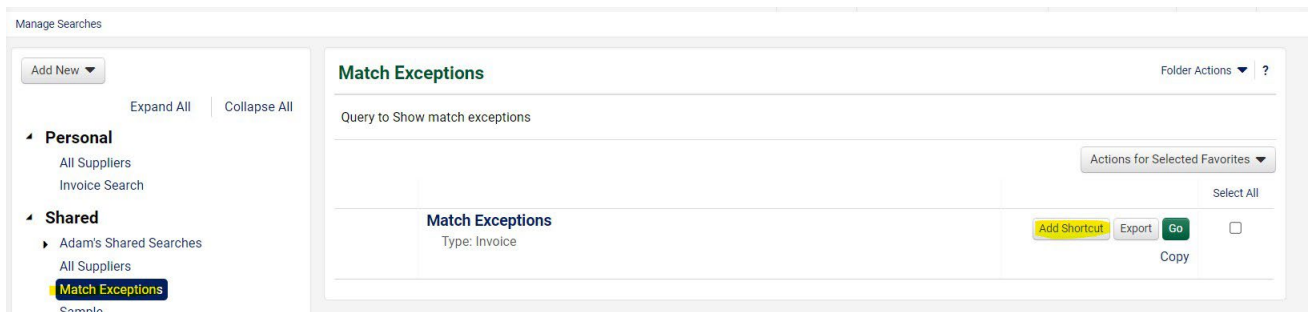 Manage Searches
Add New
Expand All Collapse All
Personal
All Suppliers
Invoice Search
Shared
Adam's Shared Searches
All Suppliers
Match Exceptions
Sample
Match Exceptions
Folder Actions ?
Query to Show match exceptions
Actions for Selected Favorites
Select All
Match Exceptions
Type: Invoice
Add Shortcut Export Go
Copy